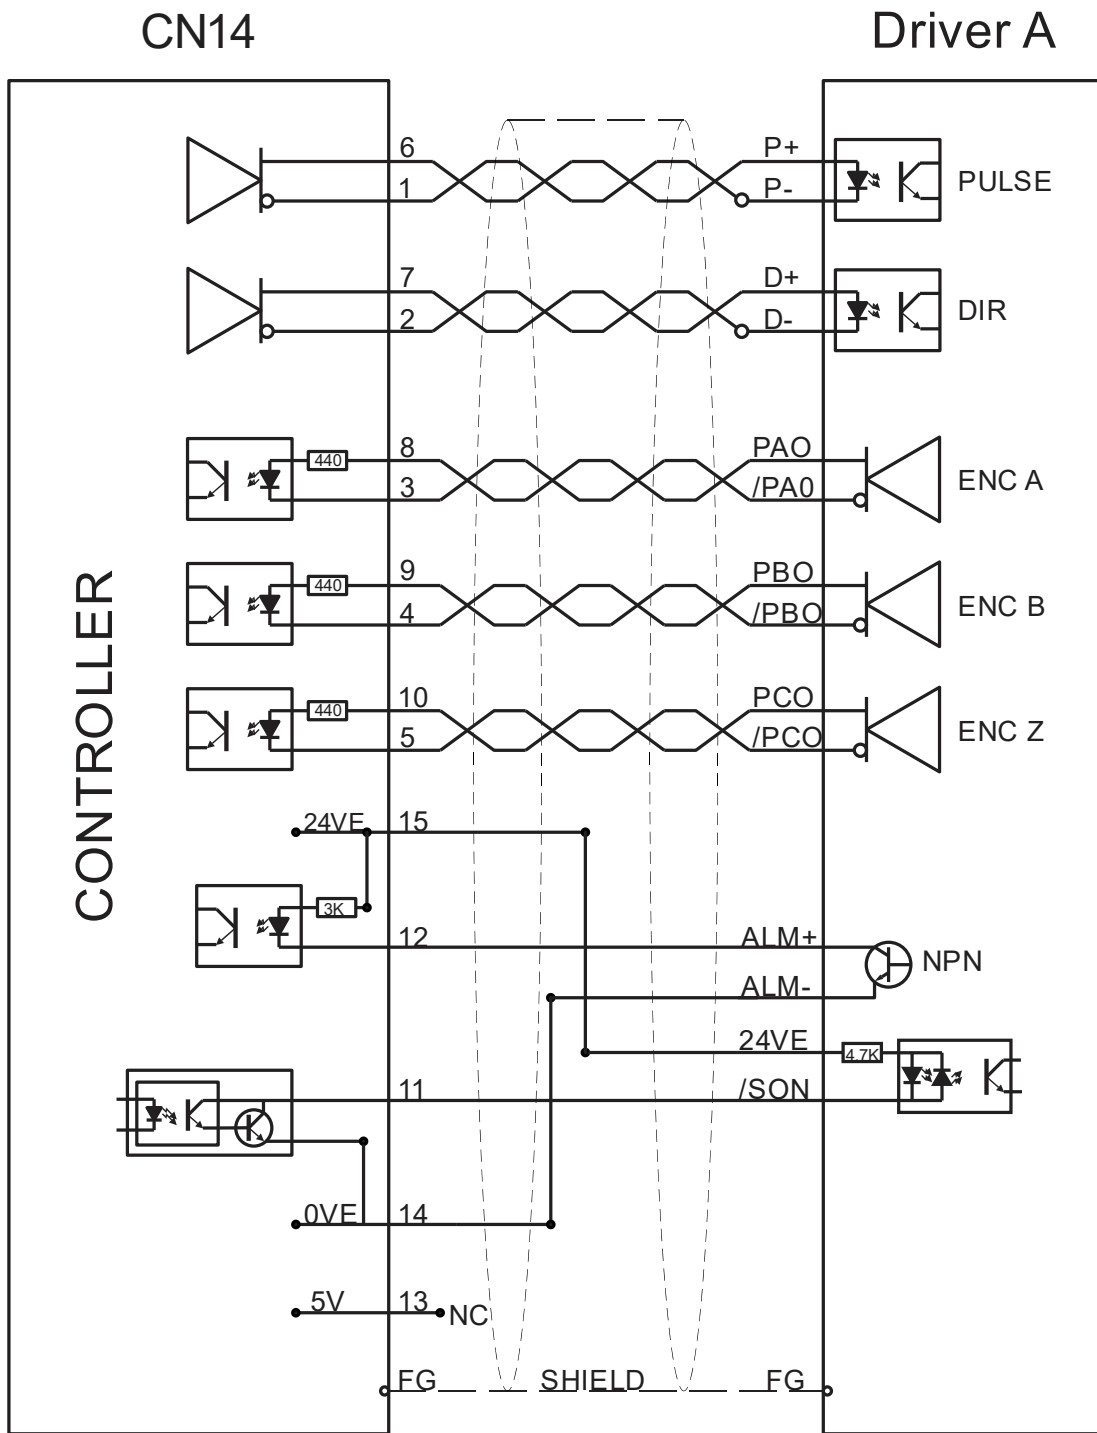 CN14
Driver A
CONTROLLER
6
P+
PULSE
1
P-
7
D+
DIR
2
D-
440
8
PAO
ENC A
3
/PA0
440
9
PBO
ENC B
4
/PBO
440
10
PCO
ENC Z
5
/PCO
24VE
15
3K
12
ALM+
NPN
ALM-
24VE
4.7K
11
/SON
0VE
14
5V
13
NC
FG
SHIELD
FG